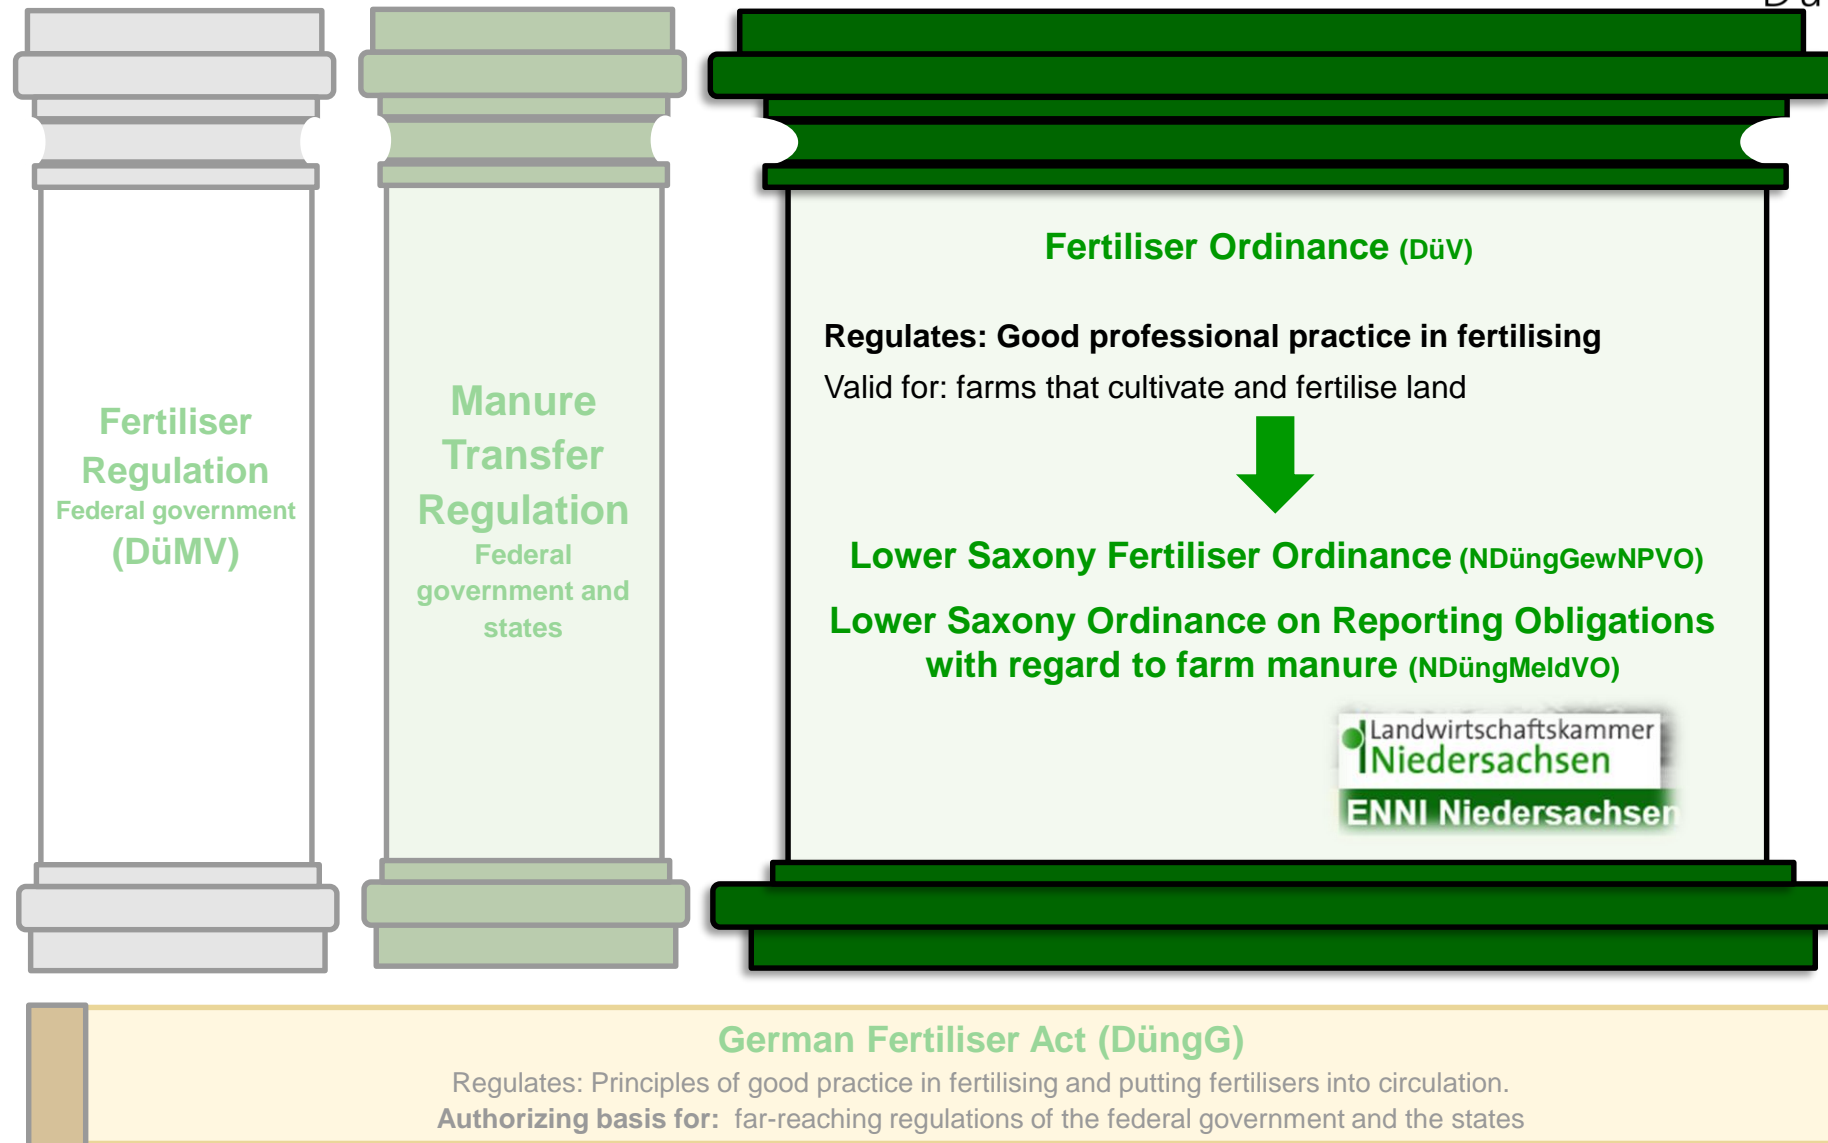 Fertiliser
Regulation
Federal government
(DüMV)
Manure
Transfer
Regulation
Federal
government and
states
Fertiliser Ordinance (DüV)
Regulates: Good professional practice in fertilising
Valid for: farms that cultivate and fertilise land
Lower Saxony Fertiliser Ordinance (NDüngGewNPVO)
Lower Saxony Ordinance on Reporting Obligations
with regard to farm manure (NDüngMeldVO)
Landwirtschaftskammer
Niedersachsen
ENNI Niedersachsen
German Fertiliser Act (DüngG)
Regulates: Principles of good practice in fertilising and putting fertilisers into circulation.
Authorizing basis for: far-reaching regulations of the federal government and the states